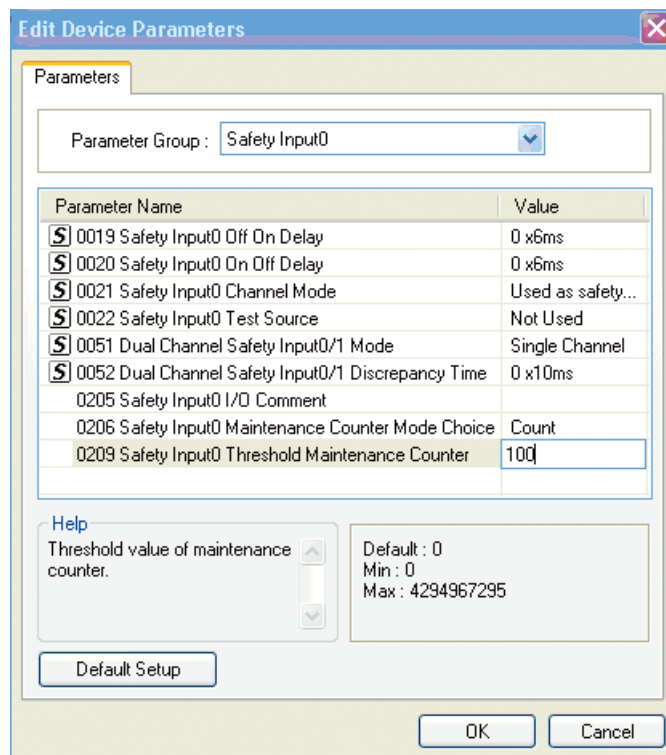 Edit Device Parameters
Parameters
Parameter Group : Safety Input0
Parameter Name Value
S 0019 Safety Input0 Off On Delay 0 x6ms
S 0020 Safety Input0 On Off Delay 0 x6ms
S 0021 Safety Input0 Channel Mode Used as safety...
S 0022 Safety Input0 Test Source Not Used
S 0051 Dual Channel Safety Input0/1 Mode Single Channel
S 0052 Dual Channel Safety Input0/1 Discrepancy Time 0 x10ms
0205 Safety Input0 I/O Comment
0206 Safety Input0 Maintenance Counter Mode Choice Count
0209 Safety Input0 Threshold Maintenance Counter 100
Help
Threshold value of maintenance
counter.
Default : 0
Min : 0
Max : 4294967295
Default Setup
OK Cancel